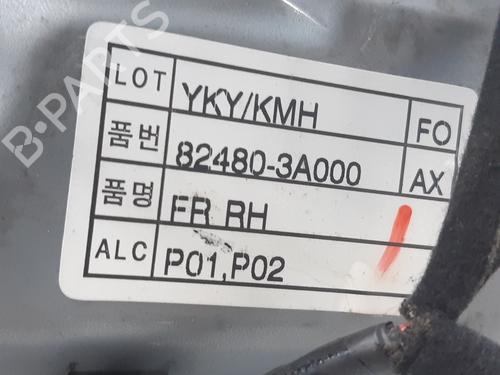 LOT YKY/KMH FO
품번 82480-3A000 AX
품명 FR RH
ALC P01,P02
B-PARTS